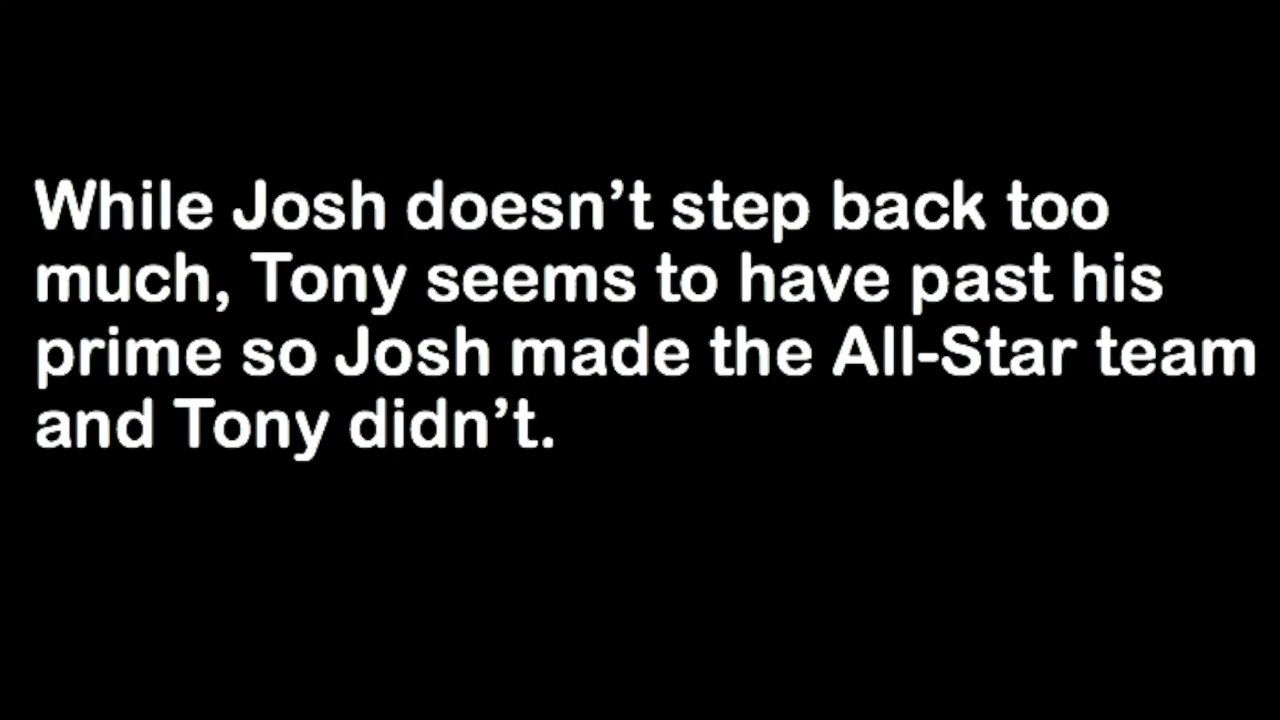 While Josh doesn’t step back too
much, Tony seems to have past his
prime so Josh made the All-Star team
and Tony didn’t.